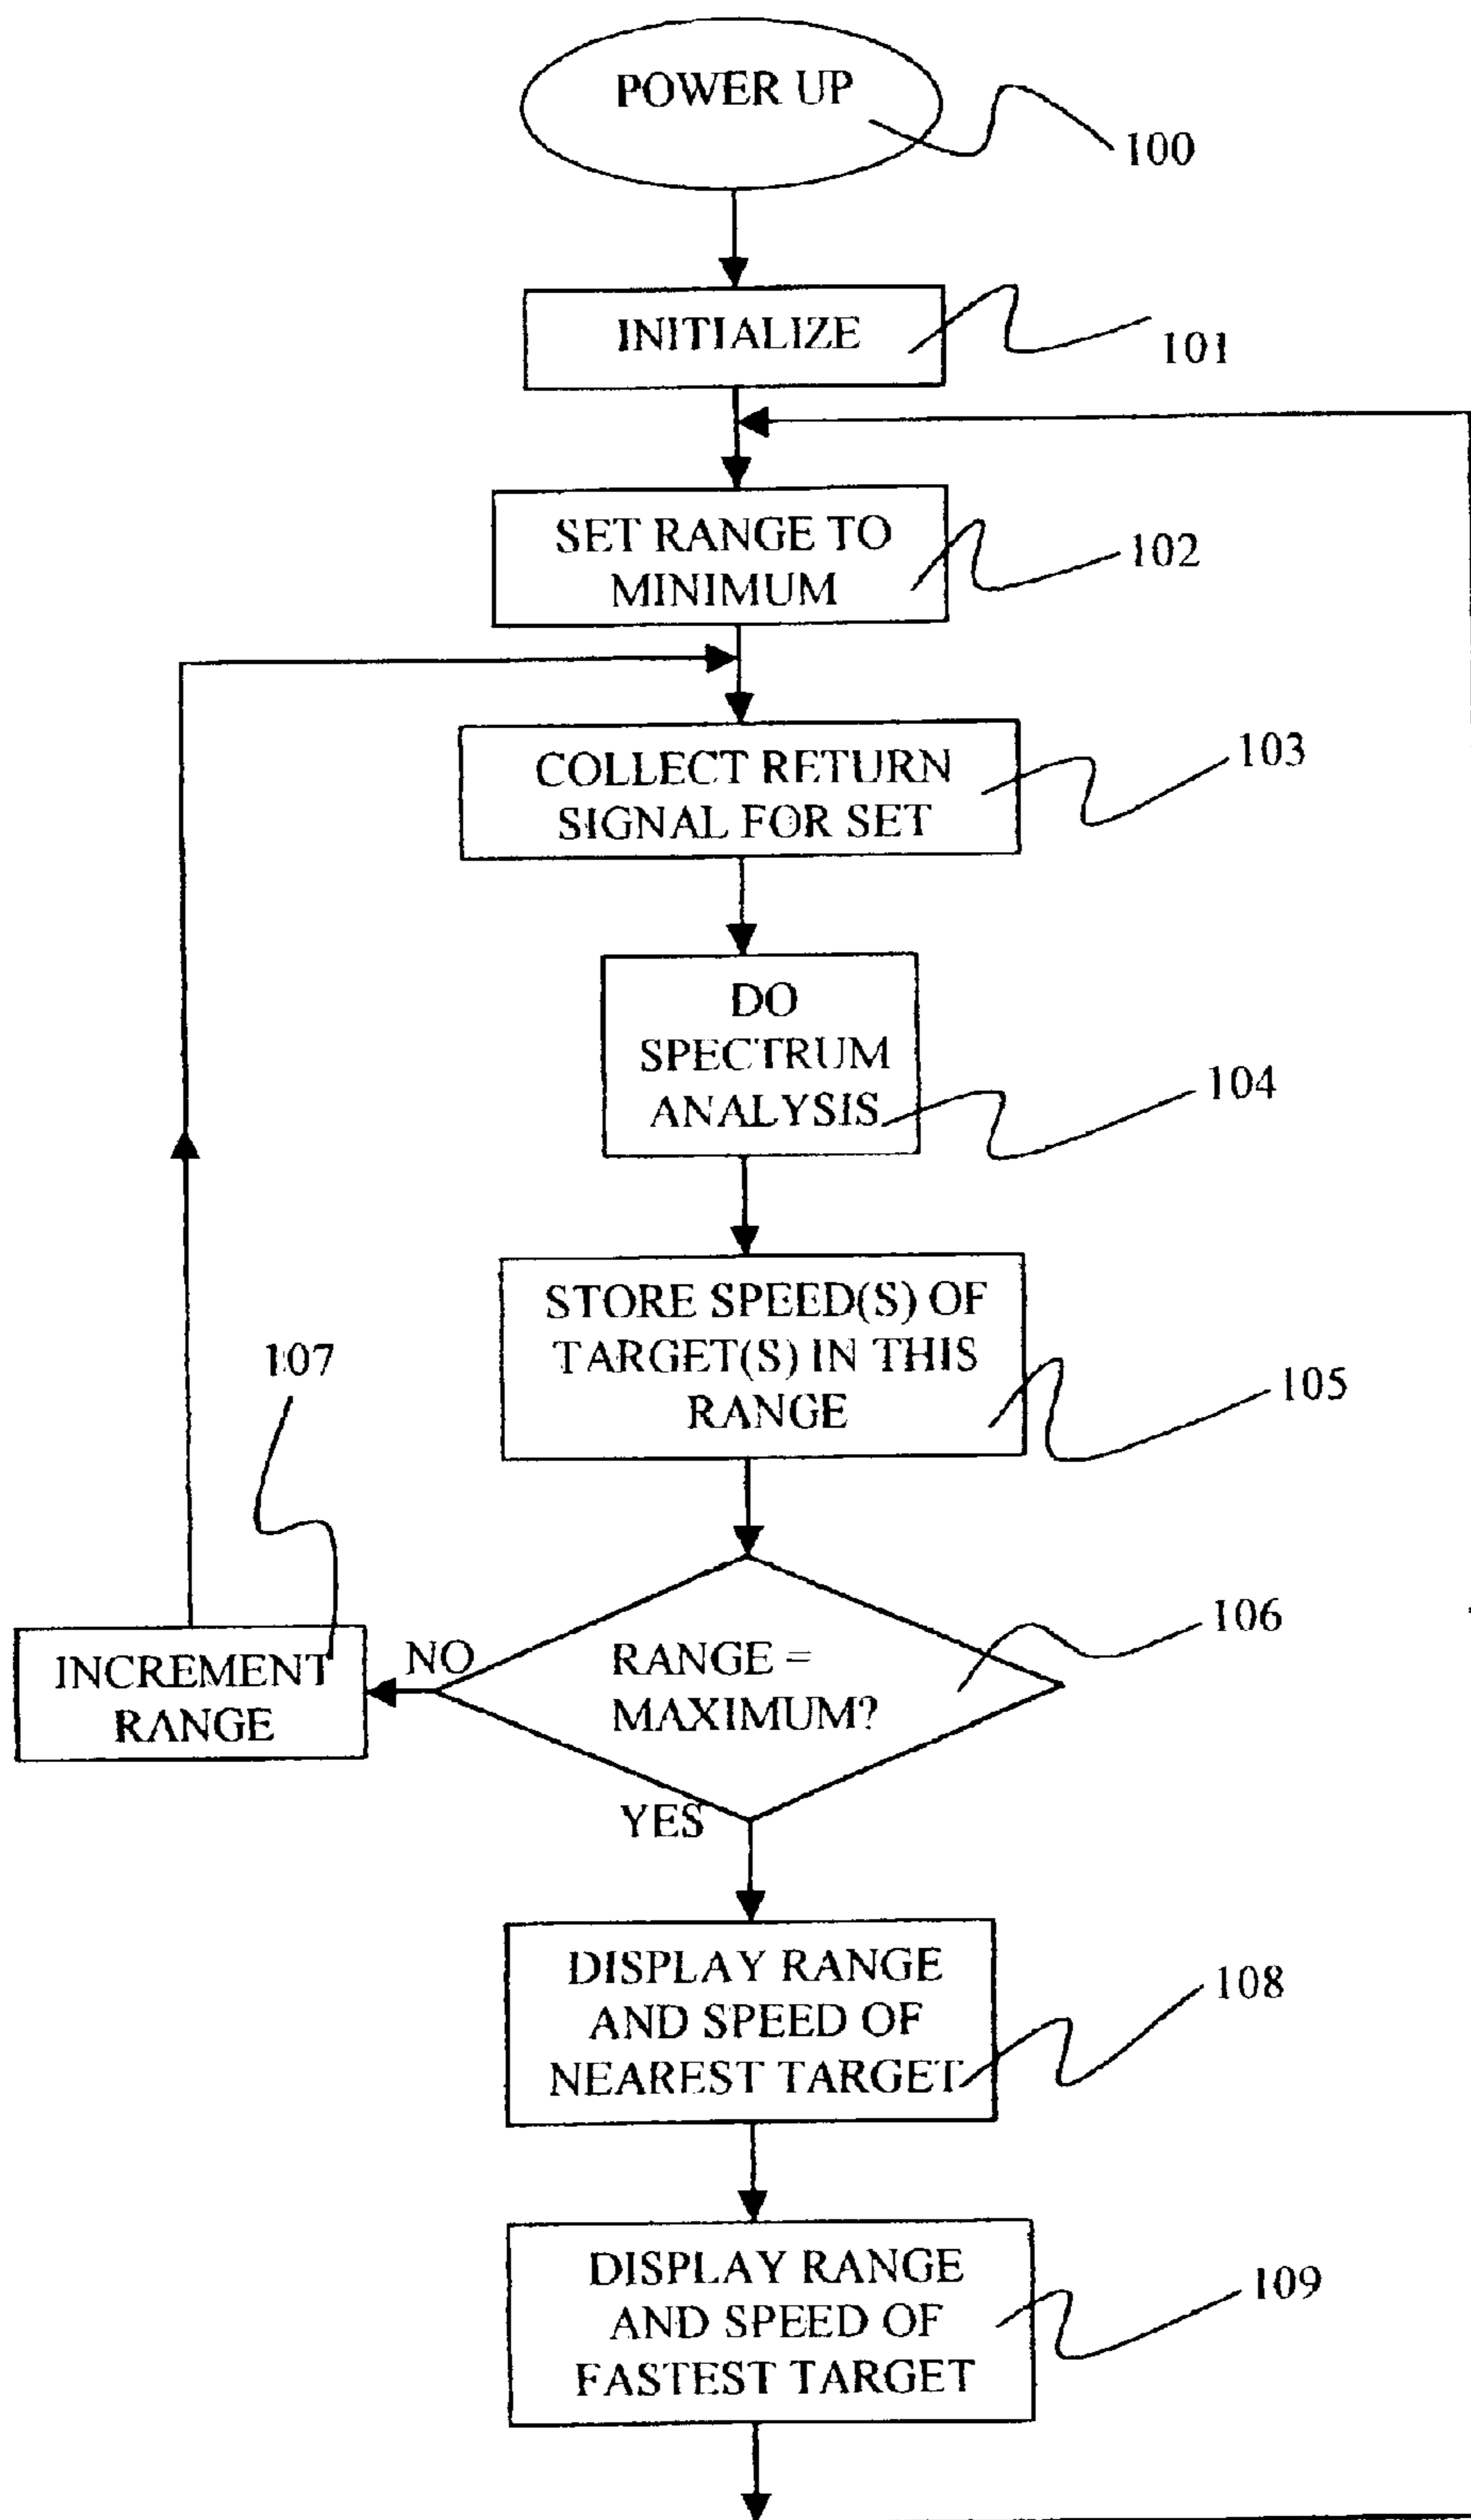 POWER UP
100
INITIALIZE
101
SET RANGE TO
MINIMUM
102
COLLECT RETURN
SIGNAL FOR SET
103
DO
SPECTRUM
ANALYSIS
104
STORE SPEED(S) OF
TARGET(S) IN THIS
RANGE
105
107
INCREMENT
RANGE
NO
RANGE =
MAXIMUM?
106
YES
DISPLAY RANGE
AND SPEED OF
NEAREST TARGET
108
DISPLAY RANGE
AND SPEED OF
FASTEST TARGET
109